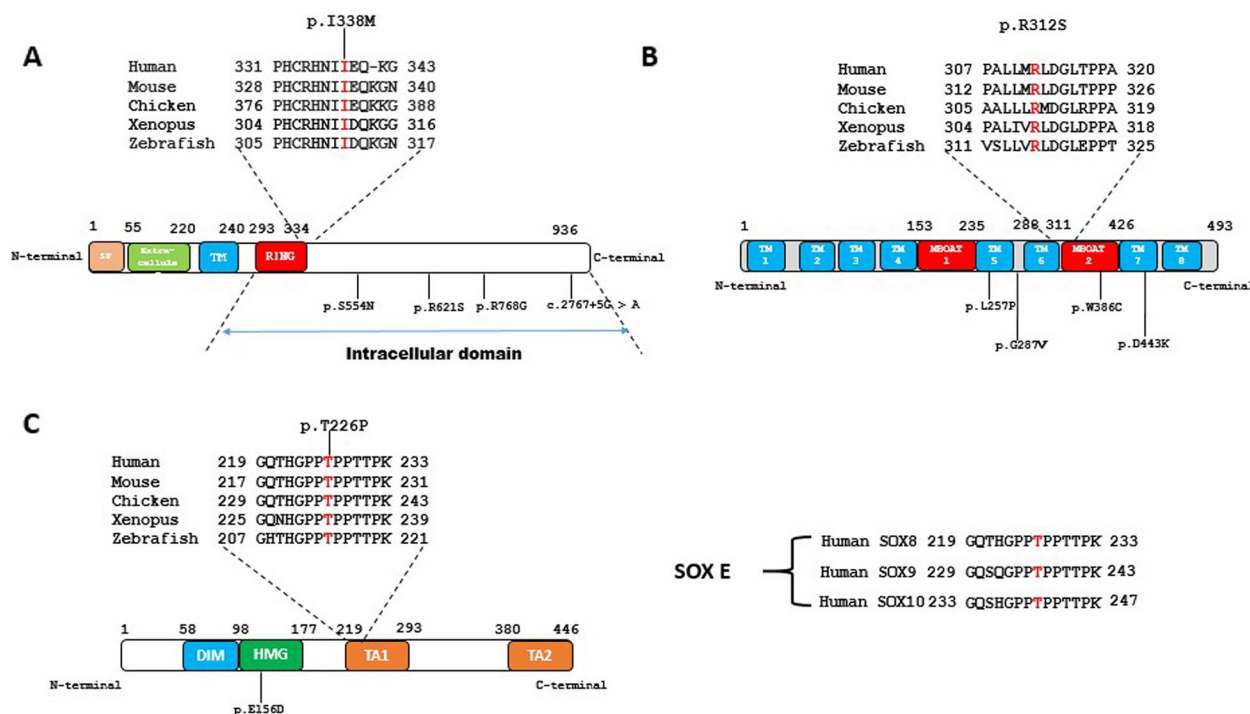 A
p.I338M
Human 331 PHCRHNIIEQ-KG 343
Mouse 328 PHCRHNIIEQKGN 340
Chicken 376 PHCRHNIIEQKKG 388
Xenopus 304 PHCRHNIIDQKGG 316
Zebrafish 305 PHCRHNIIDQKGN 317
1 55 220 240 293 334 936
N-terminal SP Extra-cellule TM RING C-terminal
p.S554N p.R621S p.R768G c.2767+5G > A
Intracellular domain
B
p.R312S
Human 307 PALLMRLDGLTPPA 320
Mouse 312 PALLMRLDGLTPPP 326
Chicken 305 AALLLRMDGLRPPA 319
Xenopus 304 PALIVRLDGLDPPA 318
Zebrafish 311 VSLLVRLDGLEPPT 325
1 153 235 288 311 426 493
TM 1 TM 2 TM 3 TM 4 MBOAT 1 TM 5 TM 6 MBOAT 2 TM 7 TM 8
N-terminal C-terminal
p.L257P p.W386C
p.G287V p.D443K
C
p.T226P
Human 219 GQTHGPPTPPTTPK 233
Mouse 217 GQTHGPPTPPTTPK 231
Chicken 229 GQTHGPPTPPTTPK 243
Xenopus 225 GQNHGPPTPPTTPK 239
Zebrafish 207 GHTHGPPTPPTTPK 221
1 58 98 177 219 293 380 446
DIM HMG TA1 TA2
N-terminal C-terminal
p.E156D
SOX E
Human SOX8 219 GQTHGPPTPPTTPK 233
Human SOX9 229 GQSQGPPTPPTTPK 243
Human SOX10 233 GQSHGPPTPPTTPK 247